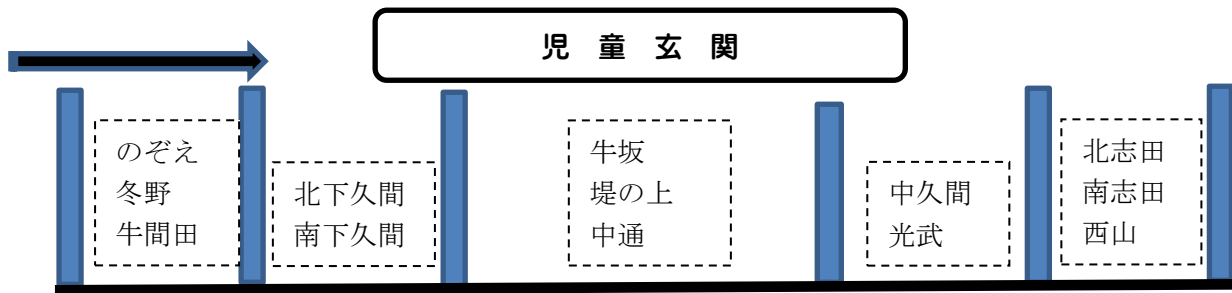 児童玄関
のぞえ
冬野
牛間田
北下久間
南下久間
牛坂
堤の上
中通
中久間
光武
北志田
南志田
西山